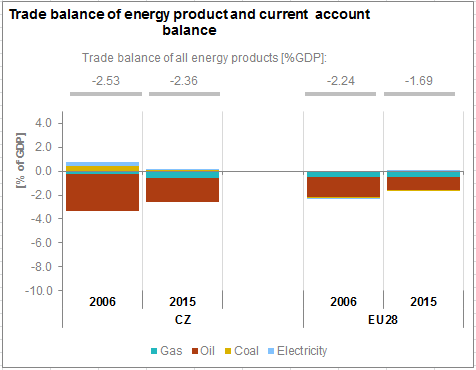 Trade balance of energy product and current account
balance
Trade balance of all energy products [%GDP]:
-2.53 -2.36 -2.24 -1.69
4.0
2.0
0.0
-2.0
-4.0
-6.0
-8.0
-10.0
[% of GDP]
2006 2015 2006 2015
CZ EU28
Gas Oil Coal Electricity